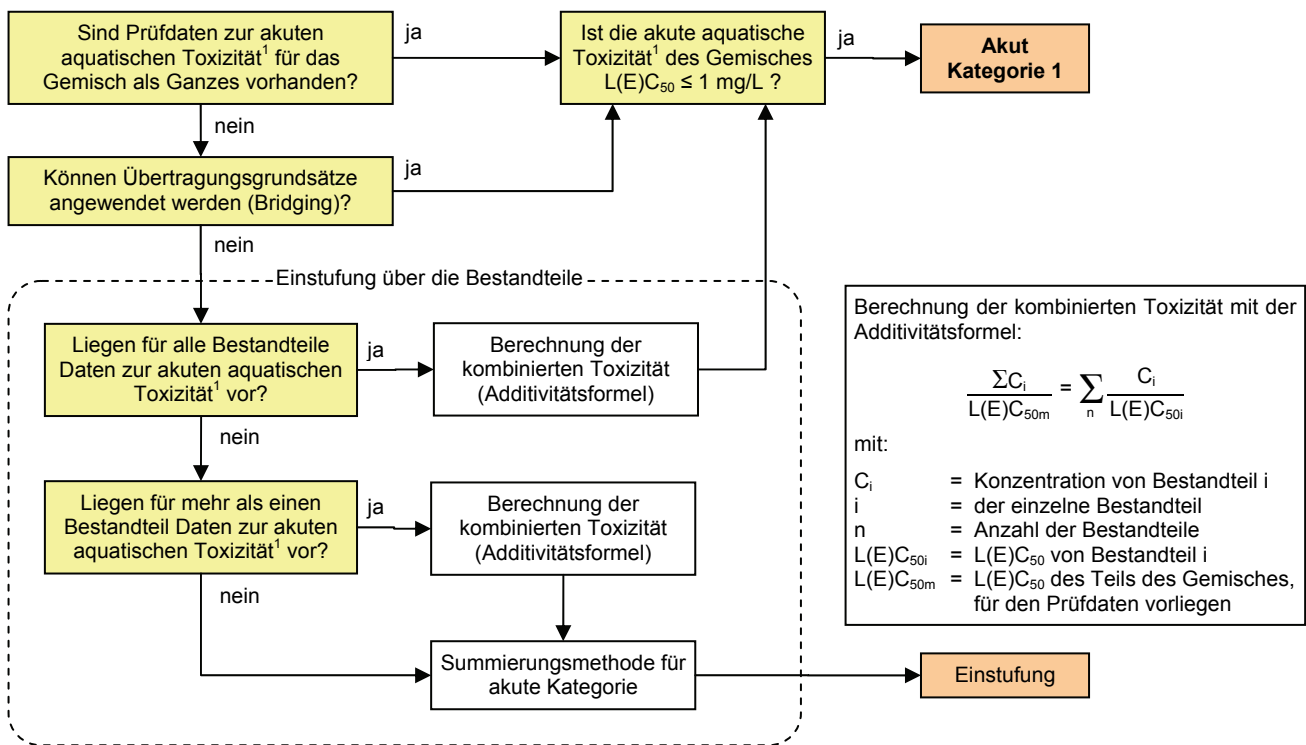 Sind Prüfdaten zur akuten
aquatischen Toxizität¹ für das
Gemisch als Ganzes vorhanden?
ja
Ist die akute aquatische
Toxizität¹ des Gemisches
L(E)C₅₀ ≤ 1 mg/L ?
ja
Akut
Kategorie 1
nein
Können Übertragungsgrundsätze
angewendet werden (Bridging)?
ja
nein
Einstufung über die Bestandteile
Liegen für alle Bestandteile
Daten zur akuten aquatischen
Toxizität¹ vor?
ja
Berechnung der
kombinierten Toxizität
(Additivitätsformel)
nein
Liegen für mehr als einen
Bestandteil Daten zur akuten
aquatischen Toxizität¹ vor?
ja
Berechnung der
kombinierten Toxizität
(Additivitätsformel)
nein
Summierungsmethode für
akute Kategorie
Einstufung
Berechnung der kombinierten Toxizität mit der
Additivitätsformel:
ΣCᵢ / L(E)C₅₀ₘ = ∑ₙ Cᵢ / L(E)C₅₀ᵢ
mit:
Cᵢ = Konzentration von Bestandteil i
i = der einzelne Bestandteil
n = Anzahl der Bestandteile
L(E)C₅₀ᵢ = L(E)C₅₀ von Bestandteil i
L(E)C₅₀ₘ = L(E)C₅₀ des Teils des Gemisches,
für den Prüfdaten vorliegen